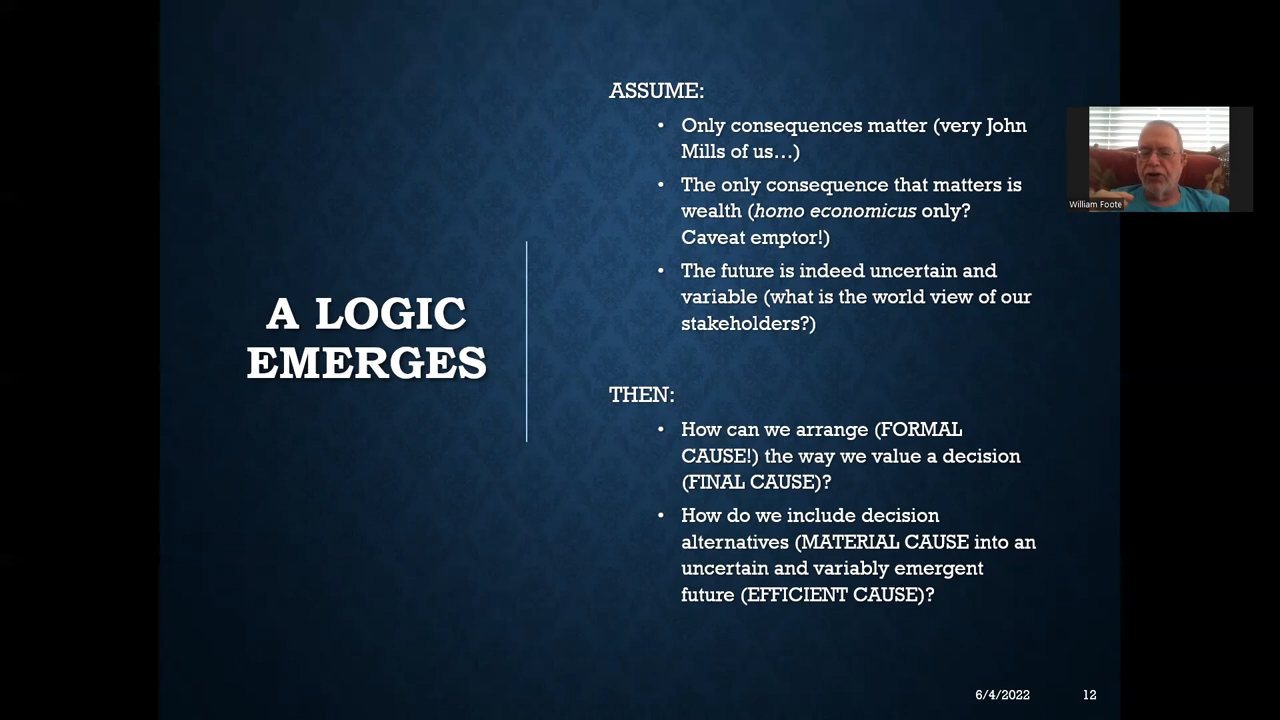 A LOGIC
EMERGES
ASSUME:
• Only consequences matter (very John
Mills of us...)
• The only consequence that matters is
wealth (homo economicus only?
Caveat emptor!)
• The future is indeed uncertain and
variable (what is the world view of our
stakeholders?)
THEN:
• How can we arrange (FORMAL
CAUSE!) the way we value a decision
(FINAL CAUSE)?
• How do we include decision
alternatives (MATERIAL CAUSE into an
uncertain and variably emergent
future (EFFICIENT CAUSE)?
William Foote
6/4/2022
12